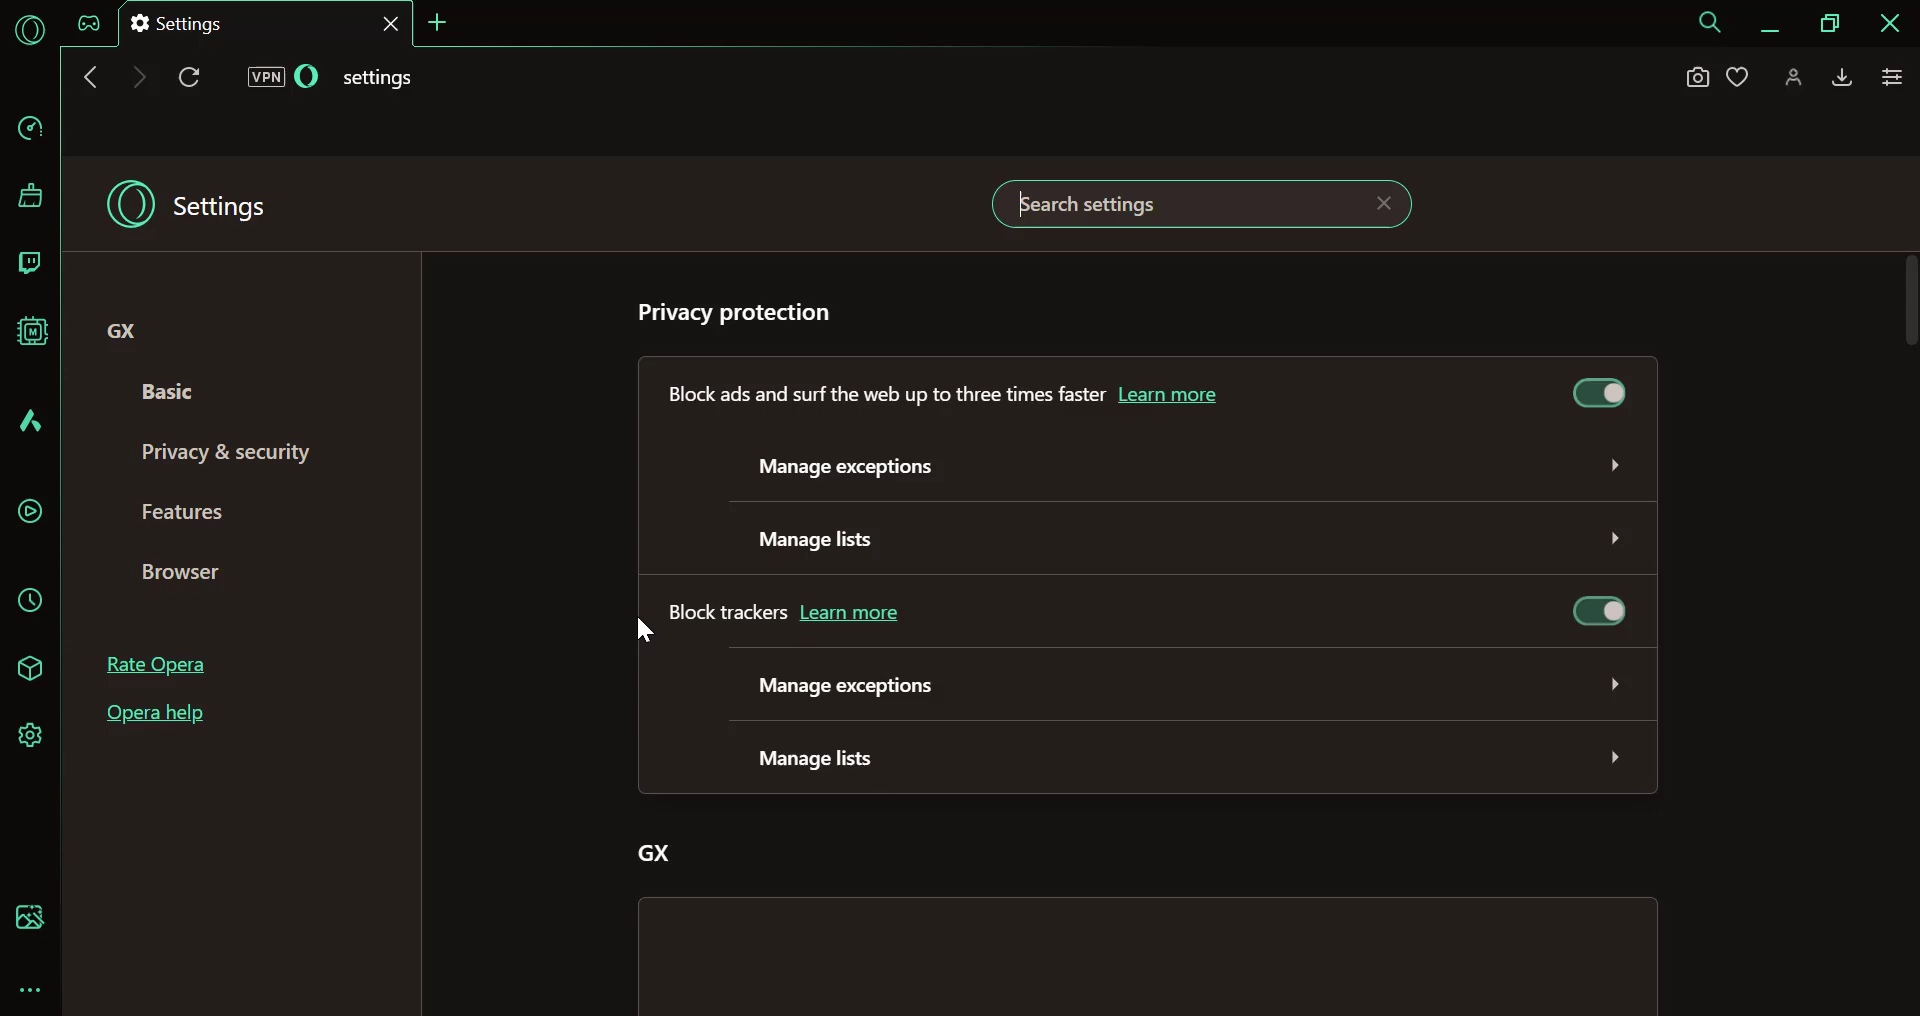 Settings
VPN settings
Settings
Search settings
GX
Basic
Privacy & security
Features
Browser
Rate Opera
Opera help
Privacy protection
Block ads and surf the web up to three times faster Learn more
Manage exceptions
Manage lists
Block trackers Learn more
Manage exceptions
Manage lists
GX